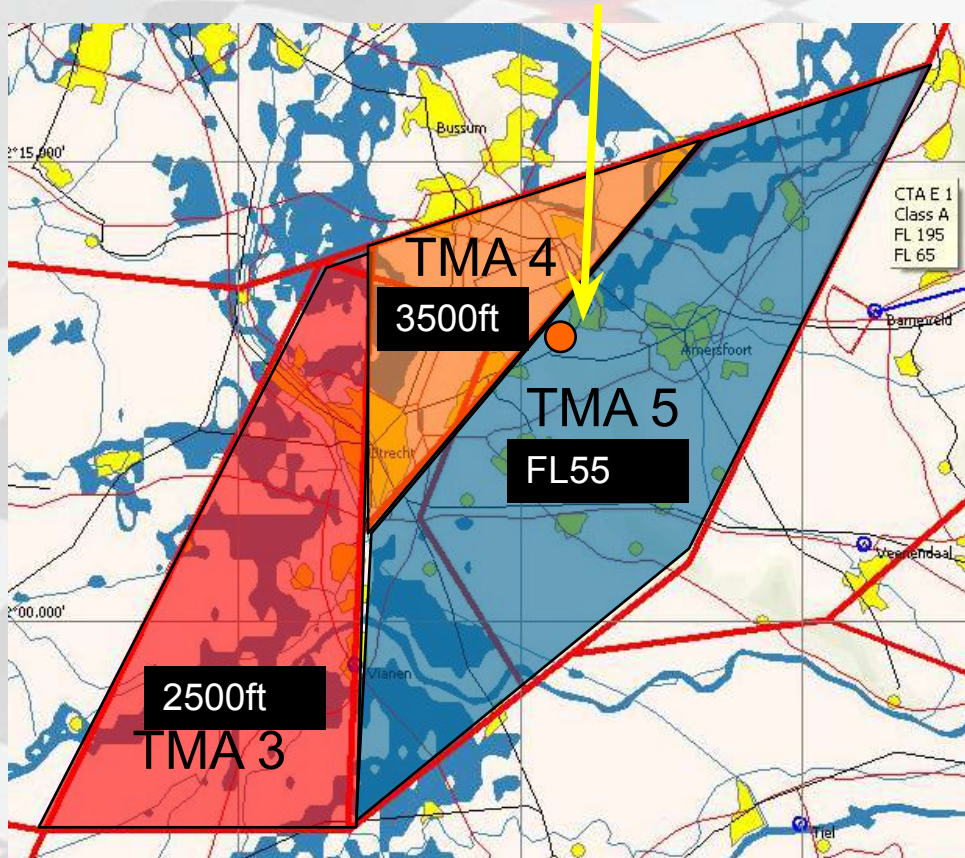 Bussum
2°15.000'
CTA E 1
Class A
FL 195
FL 65
TMA 4
3500ft
Barneveld
Amersfoort
TMA 5
Utrecht
FL55
Veenendaal
2°00.000'
Vianen
2500ft
TMA 3
Tiel